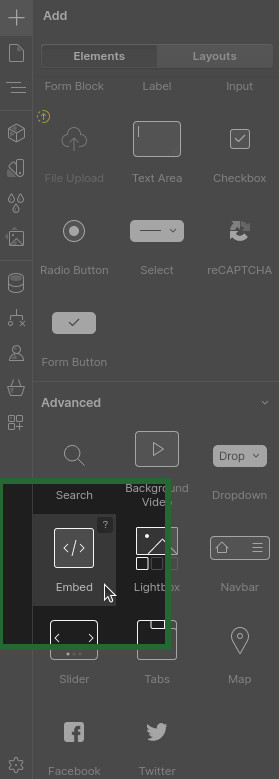 Add
Elements Layouts
Form Block Label Input
File Upload Text Area Checkbox
Radio Button Select reCAPTCHA
Form Button
Advanced
Drop
Search Background Video Dropdown
?
Embed Lightbox Navbar
Slider Tabs Map
Facebook Twitter